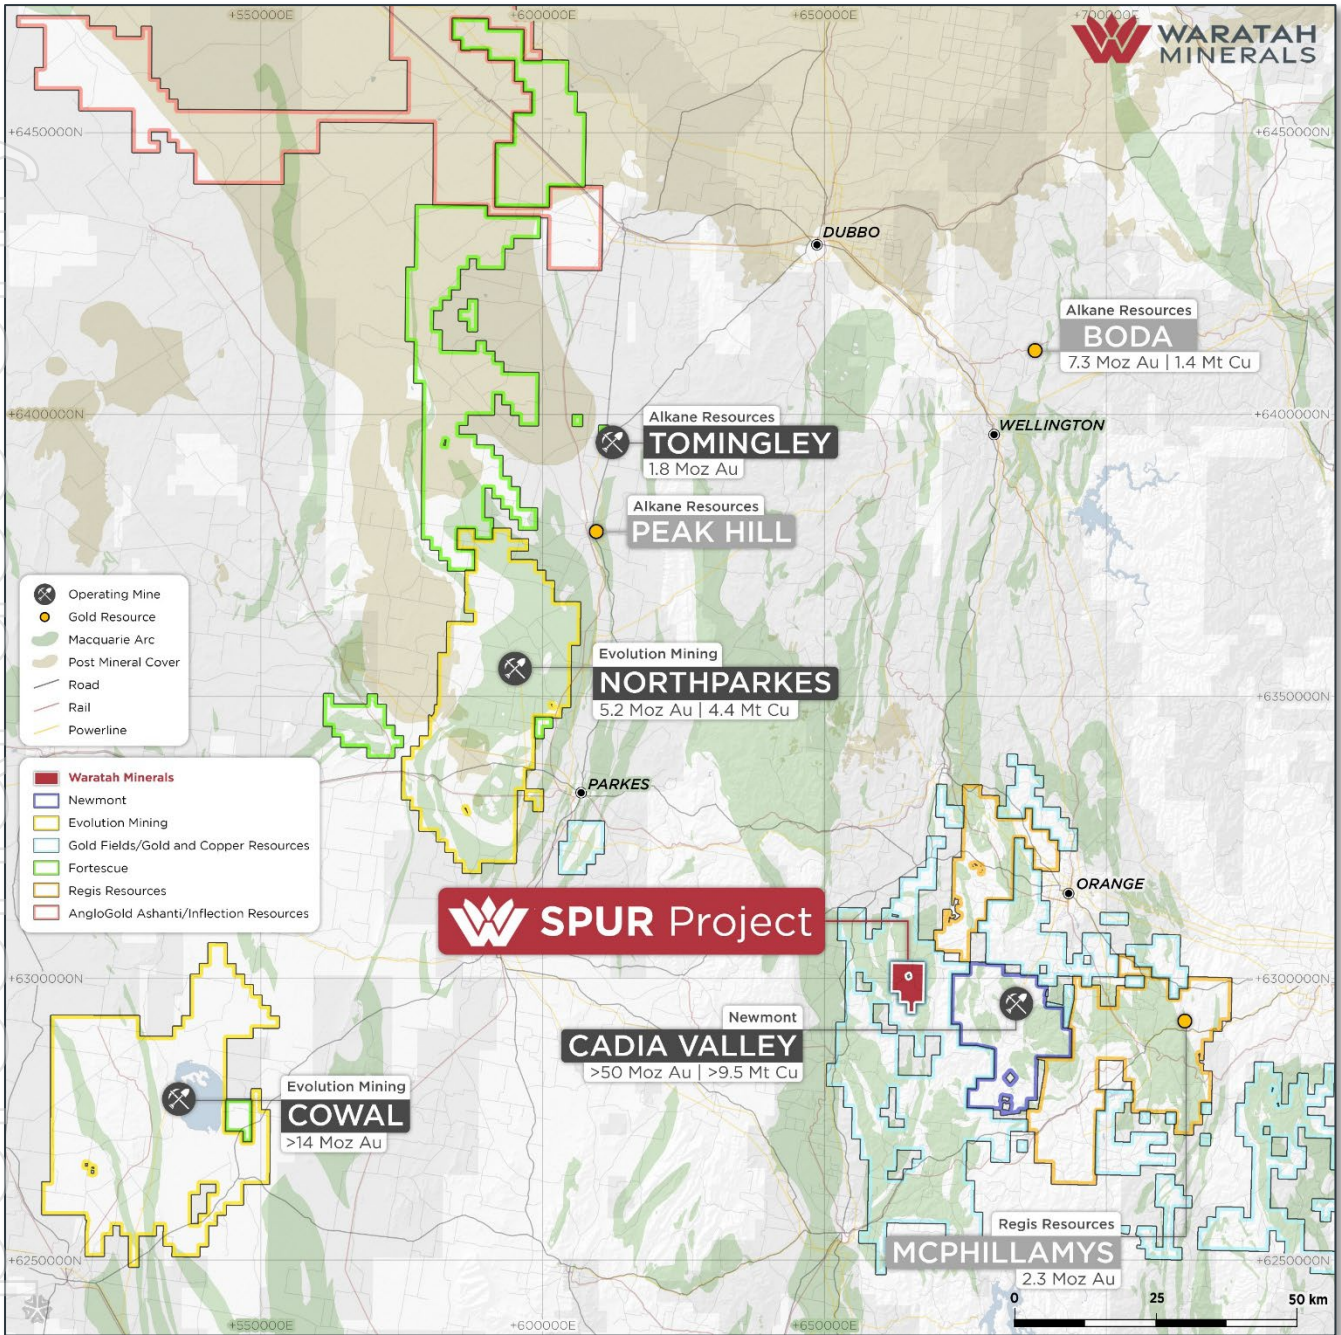 +550000E
+600000E
+650000E
+700000E
WARATAH
MINERALS
+6450000N
+6450000N
DUBBO
Alkane Resources
BODA
7.3 Moz Au | 1.4 Mt Cu
+6400000N
+6400000N
WELLINGTON
Alkane Resources
TOMINGLEY
1.8 Moz Au
Alkane Resources
PEAK HILL
Operating Mine
Gold Resource
Macquarie Arc
Post Mineral Cover
Road
Rail
Powerline
Evolution Mining
NORTHPARKES
5.2 Moz Au | 4.4 Mt Cu
+6350000N
PARKES
Waratah Minerals
Newmont
Evolution Mining
Gold Fields/Gold and Copper Resources
Fortescue
Regis Resources
AngloGold Ashanti/Inflection Resources
ORANGE
SPUR Project
+6300000N
+6300000N
Newmont
CADIA VALLEY
>50 Moz Au | >9.5 Mt Cu
Evolution Mining
COWAL
>14 Moz Au
Regis Resources
MCPHILLAMYS
2.3 Moz Au
+6250000N
+6250000N
0 25 50 km
+550000E
+600000E
+650000E